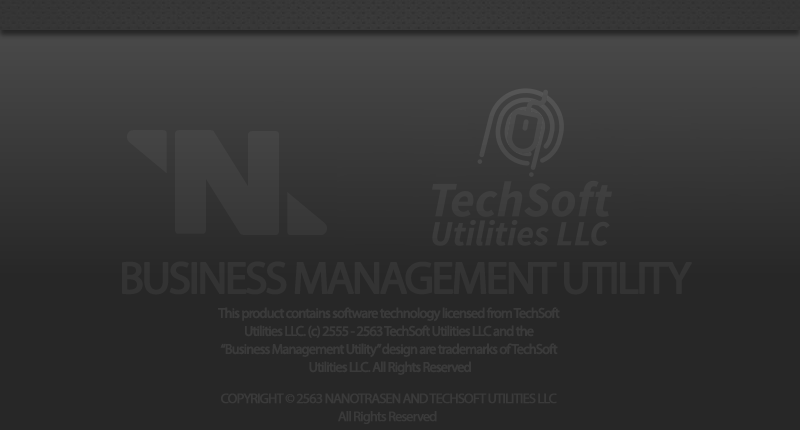 N
TechSoft
Utilities LLC
BUSINESS MANAGEMENT UTILITY
This product contains software technology licensed from TechSoft
Utilities LLC. (c) 2555 - 2563 TechSoft Utilities LLC and the
"Business Management Utility" design are trademarks of TechSoft
Utilities LLC. All Rights Reserved
COPYRIGHT © 2563 NANOTRASEN AND TECHSOFT UTILITIES LLC
All Rights Reserved